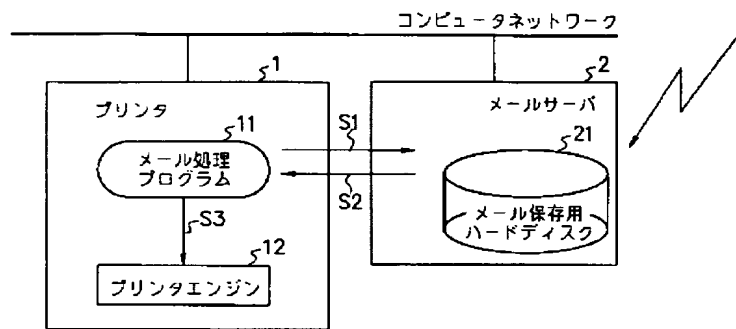 コンピュータネットワーク
1
2
プリンタ
メールサーバ
11
S1
21
メール処理
プログラム
S2
メール保存用
ハードディスク
S3
12
プリンタエンジン